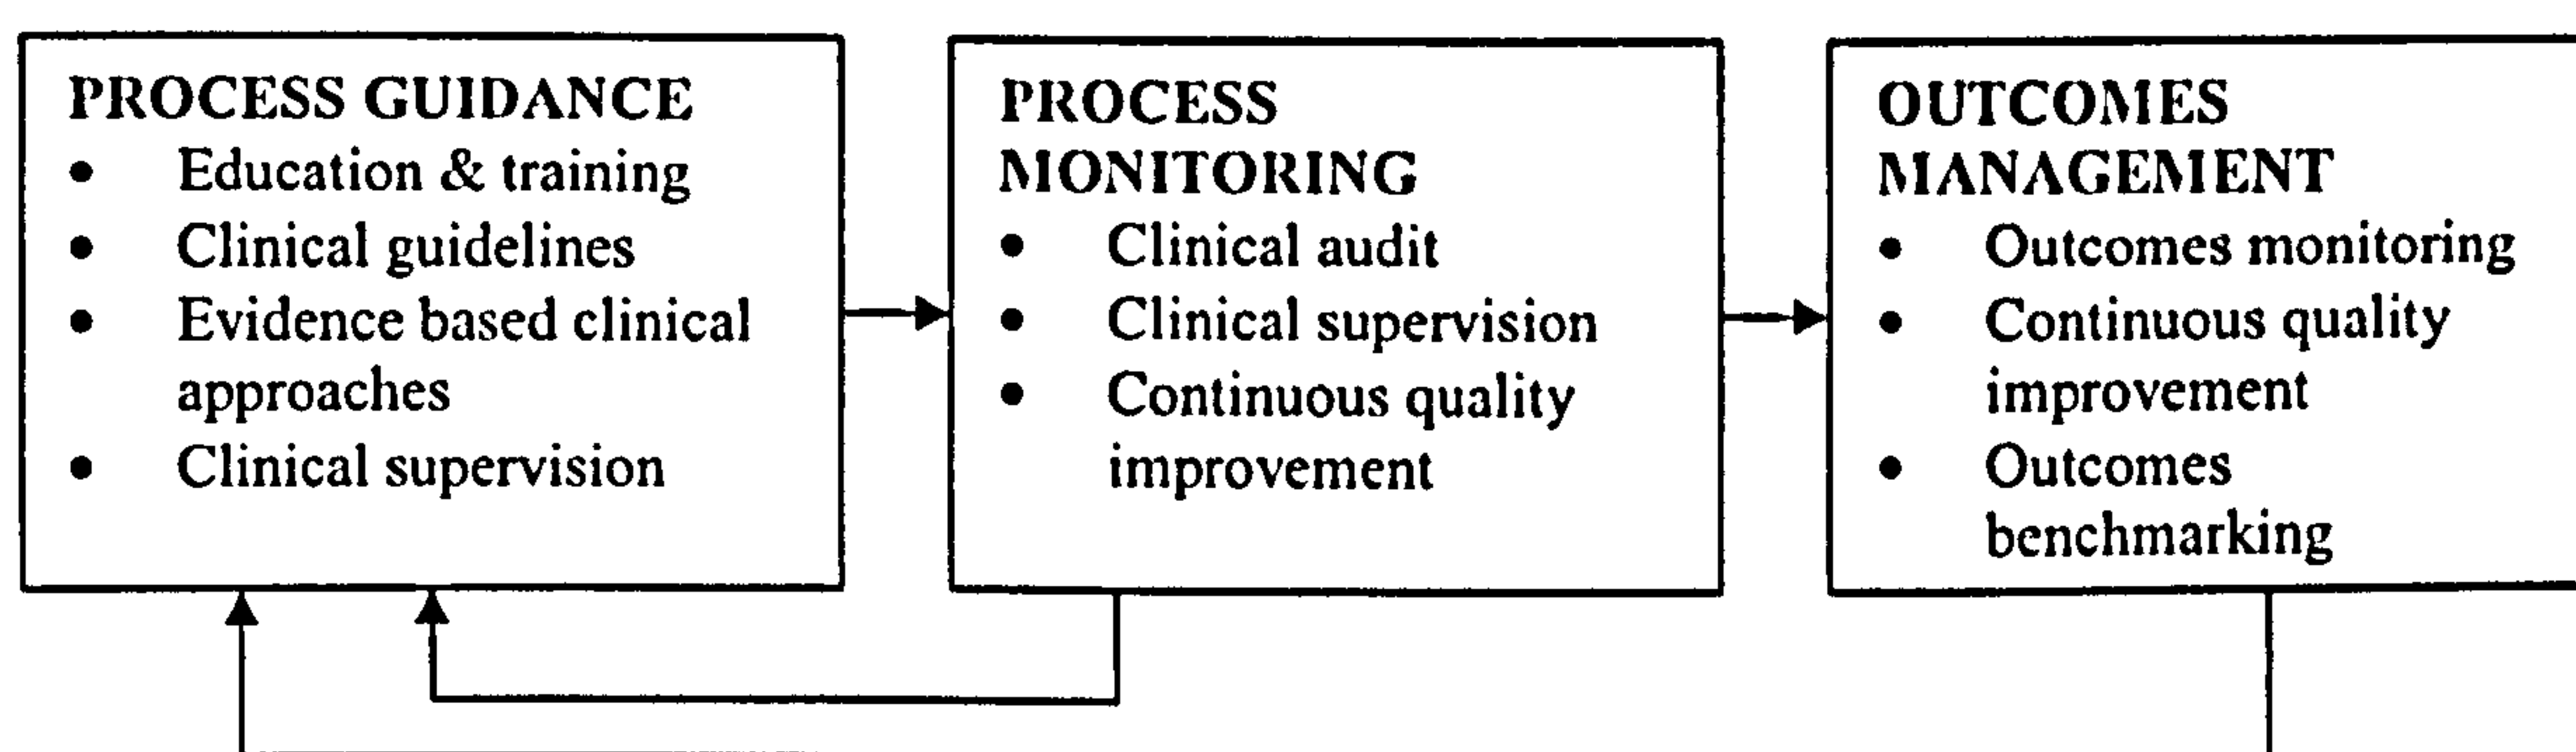 PROCESS GUIDANCE
• Education & training
• Clinical guidelines
• Evidence based clinical
approaches
• Clinical supervision
PROCESS
MONITORING
• Clinical audit
• Clinical supervision
• Continuous quality
improvement
OUTCOMES
MANAGEMENT
• Outcomes monitoring
• Continuous quality
improvement
• Outcomes
benchmarking